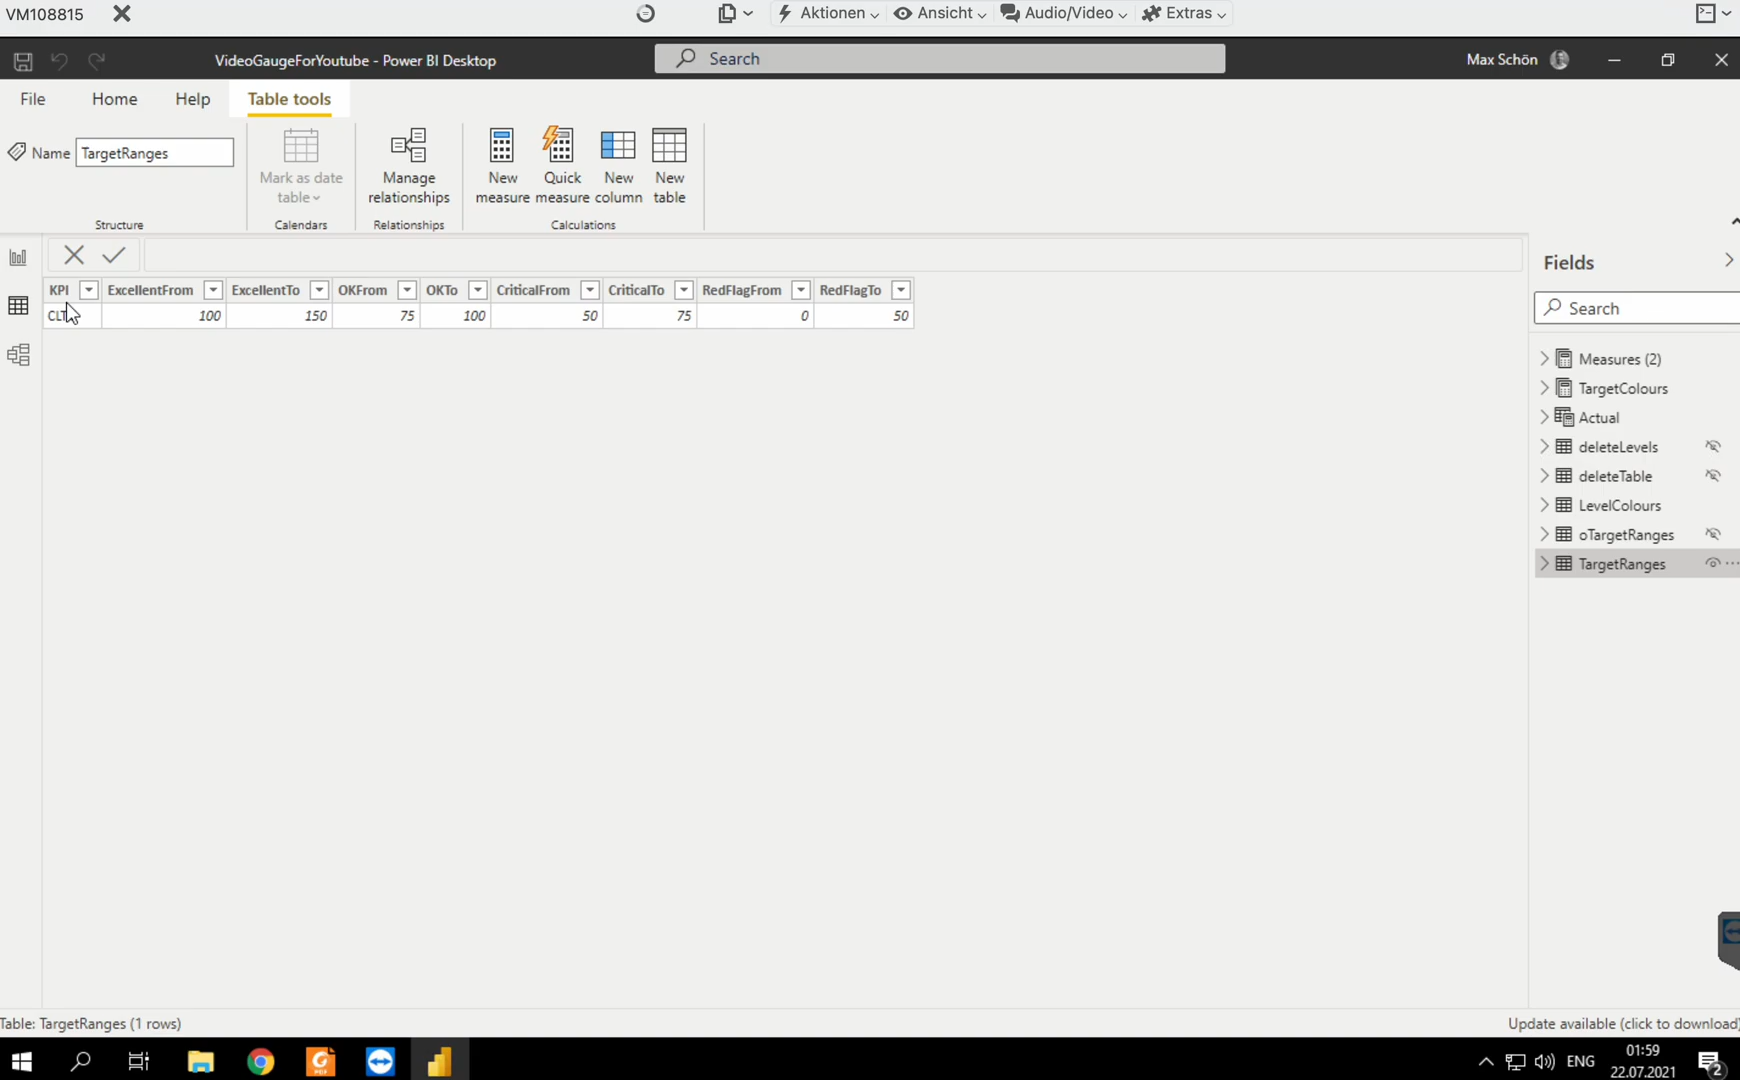 VM108815
Aktionen
Ansicht
Audio/Video
Extras
VideoGaugeForYoutube - Power BI Desktop
Search
Max Schön
File
Home
Help
Table tools
Name
TargetRanges
Mark as date
table
Manage
relationships
New
measure
Quick
measure
New
column
New
table
Structure
Calendars
Relationships
Calculations
KPI
ExcellentFrom
ExcellentTo
OKFrom
OKTo
CriticalFrom
CriticalTo
RedFlagFrom
RedFlagTo
100
150
75
100
50
75
0
50
Fields
Search
Measures (2)
TargetColours
Actual
deleteLevels
deleteTable
LevelColours
oTargetRanges
TargetRanges
Table: TargetRanges (1 rows)
Update available (click to download)
ENG
01:59
22.07.2021
2